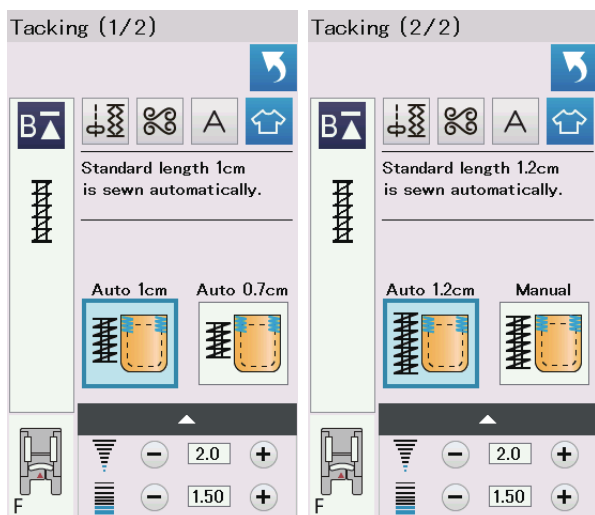 Tacking (1/2)
B
A
Standard length 1cm
is sewn automatically.
Auto 1cm Auto 0.7cm
2.0
1.50
F
Tacking (2/2)
B
A
Standard length 1.2cm
is sewn automatically.
Auto 1.2cm Manual
2.0
1.50
F